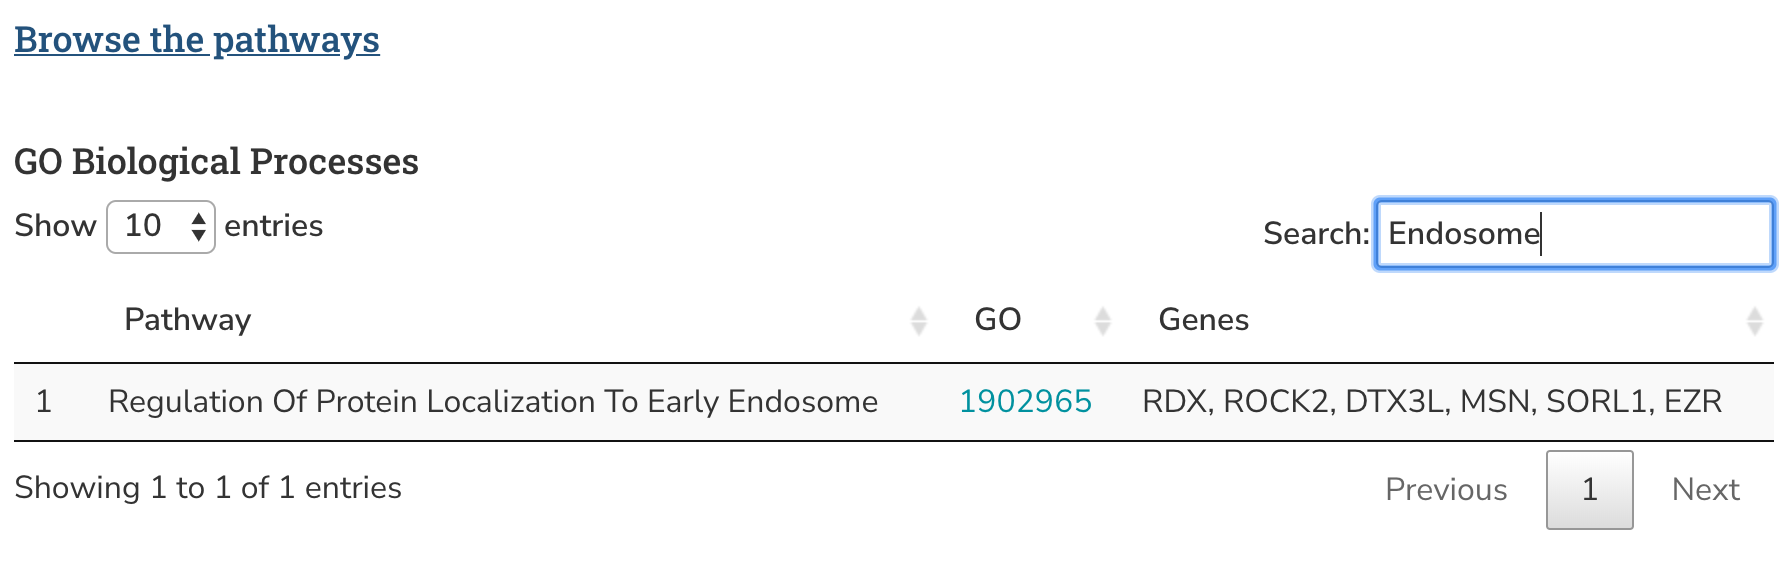 Browse the pathways
GO Biological Processes
Show 10 entries
Search: Endosome
Pathway GO Genes
1 Regulation Of Protein Localization To Early Endosome 1902965 RDX, ROCK2, DTX3L, MSN, SORL1, EZR
Showing 1 to 1 of 1 entries
Previous 1 Next